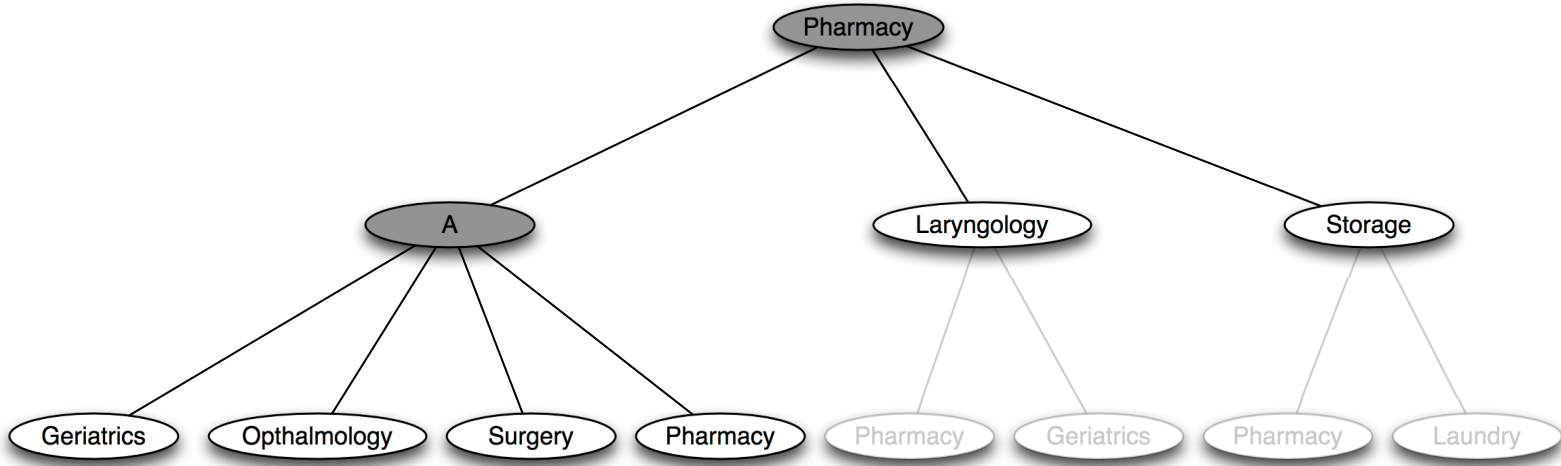 Pharmacy
A
Laryngology
Storage
Geriatrics
Opthalmology
Surgery
Pharmacy
Pharmacy
Geriatrics
Pharmacy
Laundry